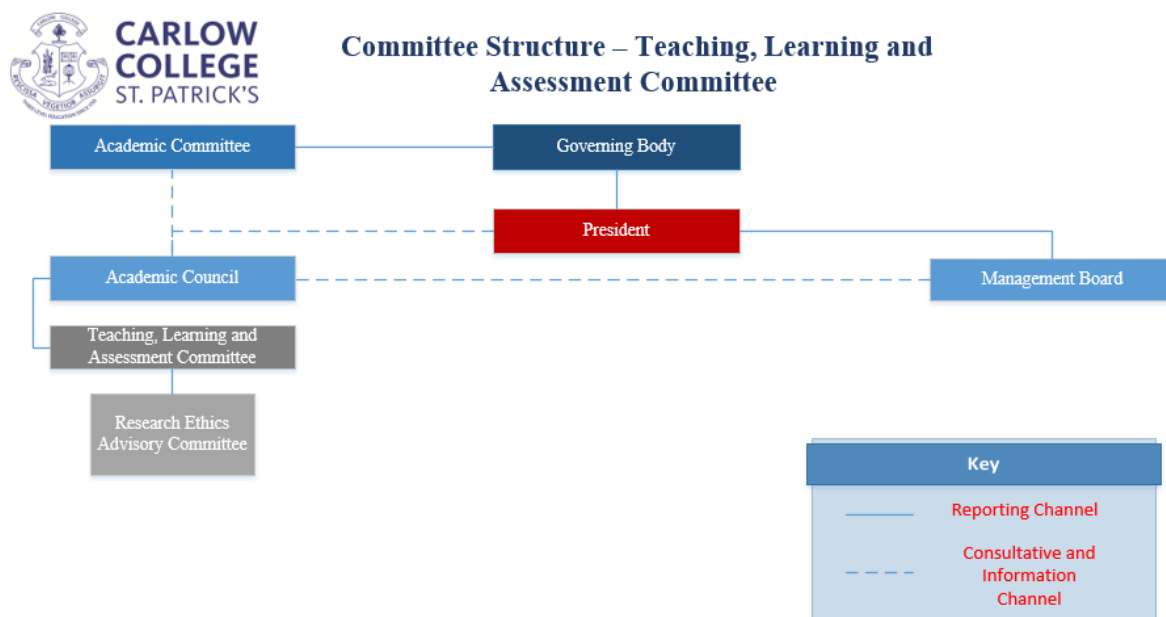 CARLOW
COLLEGE
ST. PATRICK'S
Committee Structure – Teaching, Learning and
Assessment Committee
Academic Committee
Governing Body
President
Academic Council
Management Board
Teaching, Learning and
Assessment Committee
Research Ethics
Advisory Committee
Key
Reporting Channel
Consultative and
Information
Channel